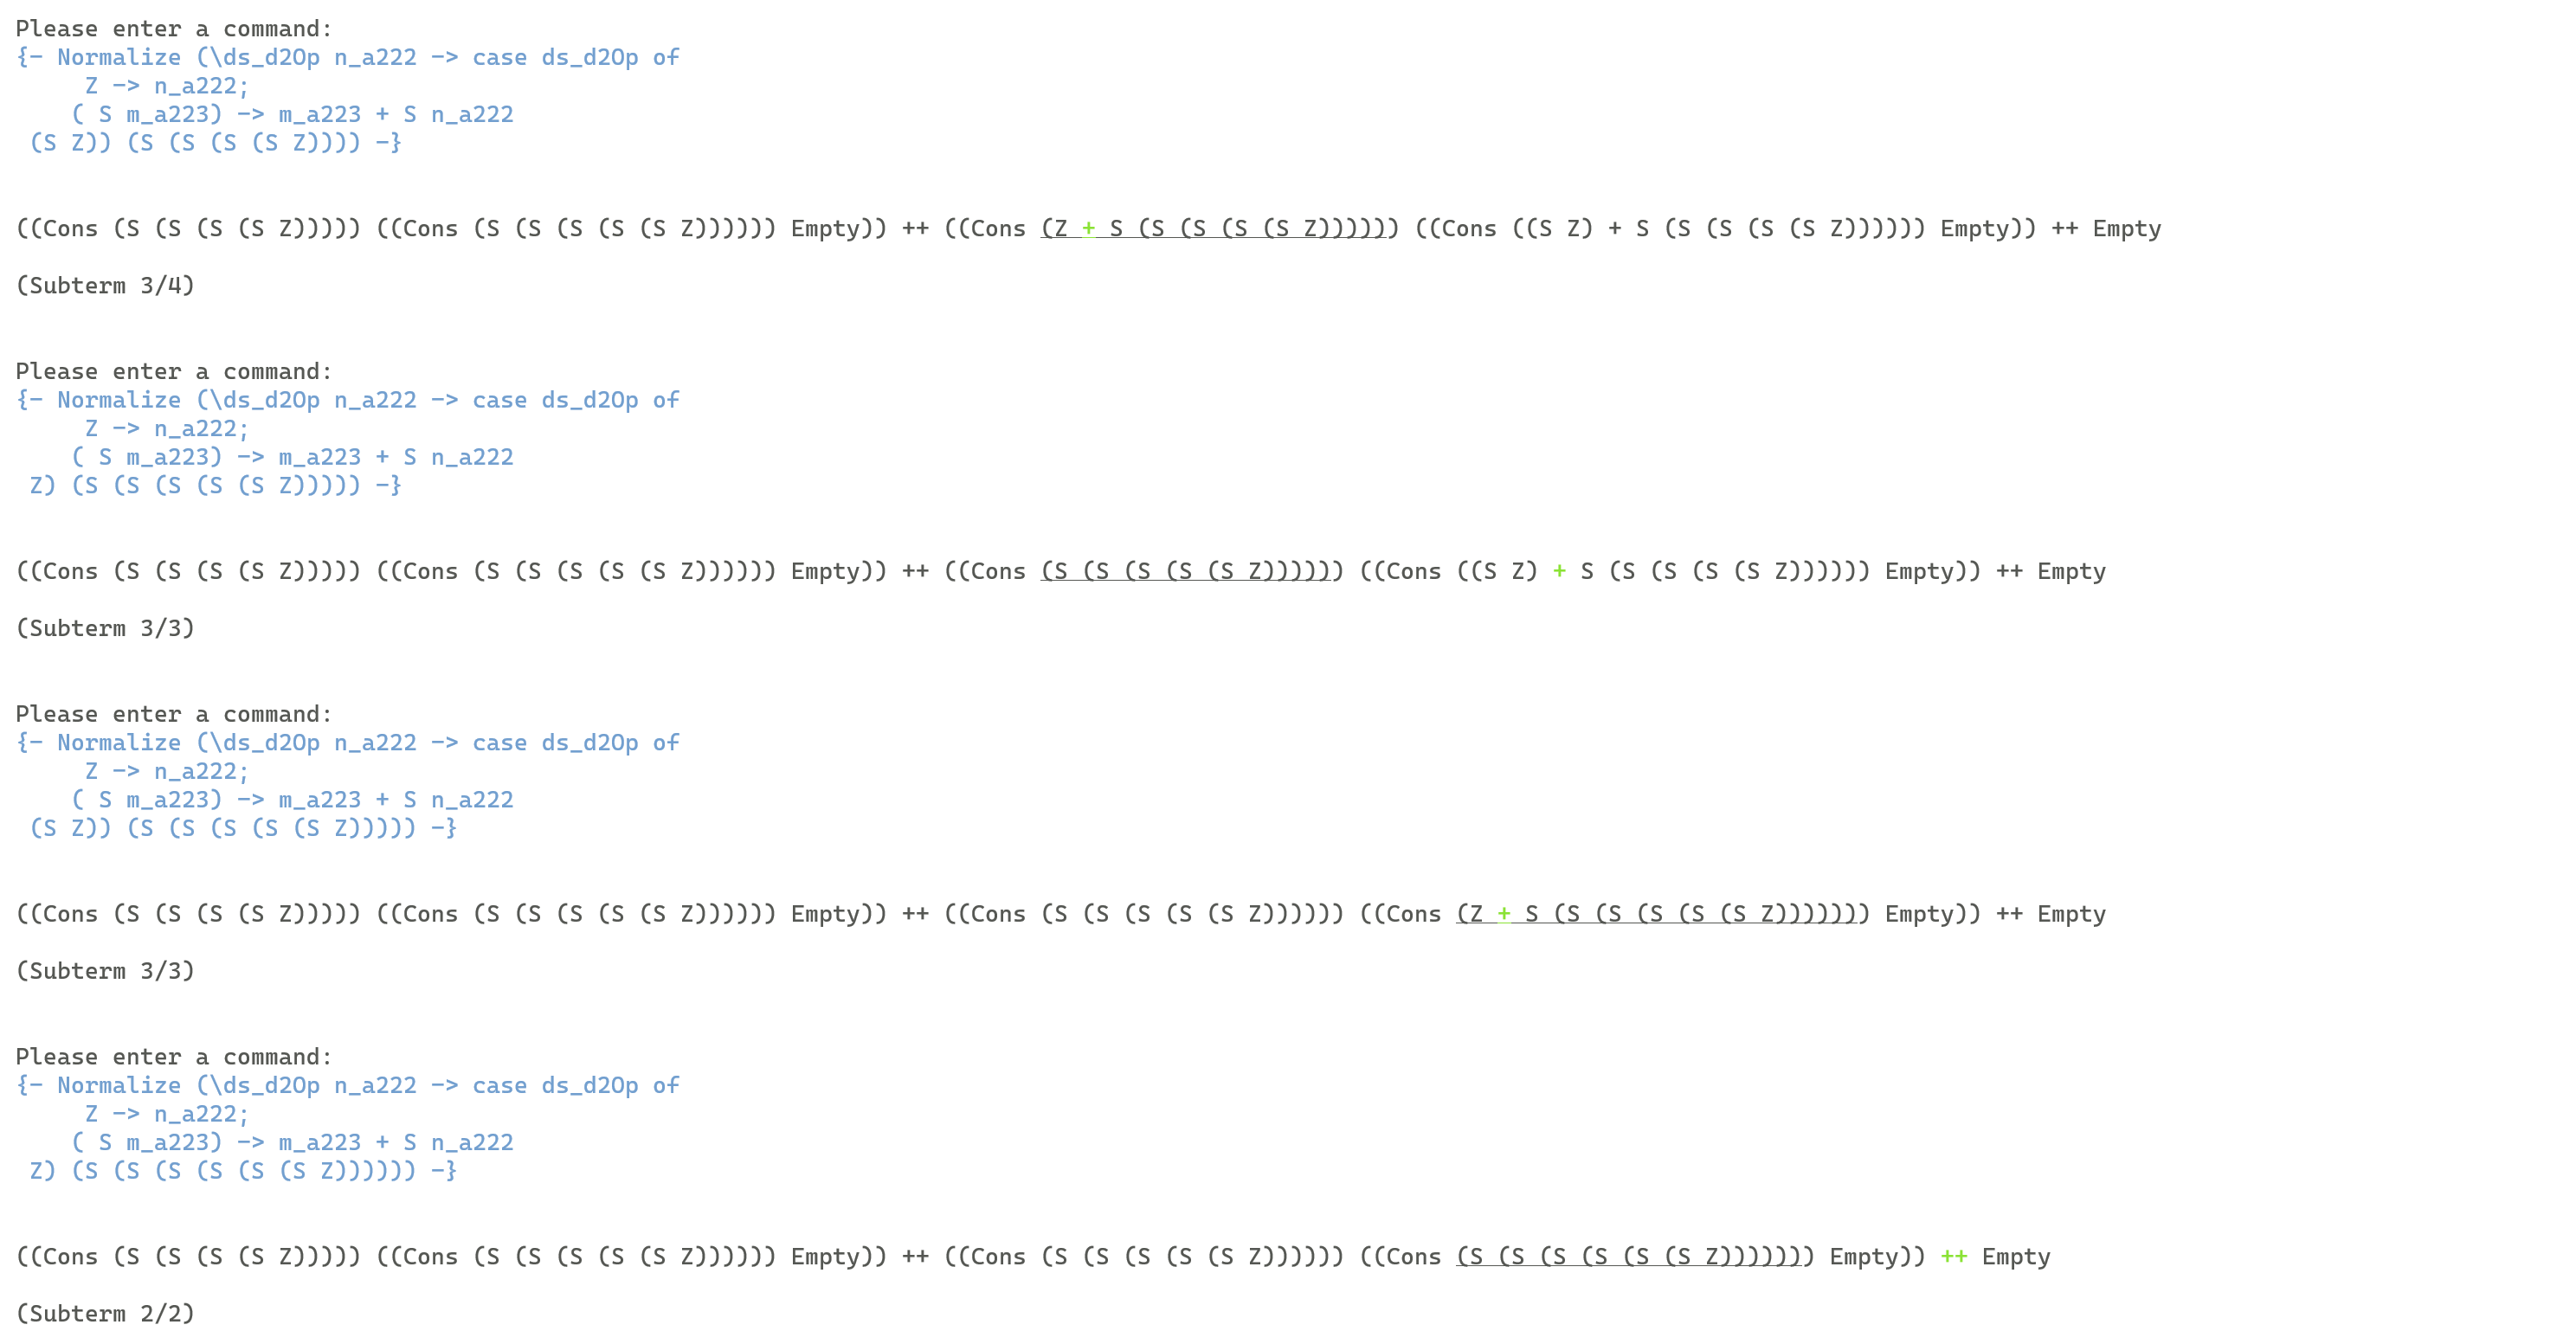 Please enter a command:
{- Normalize (\ds_d2Op n_a222 -> case ds_d2Op of
     Z -> n_a222;
    ( S m_a223) -> m_a223 + S n_a222
 (S Z)) (S (S (S (S Z)))) -}
((Cons (S (S (S (S Z))))) ((Cons (S (S (S (S (S Z)))))) Empty)) ++ ((Cons (Z + S (S (S (S (S Z)))))) ((Cons ((S Z) + S (S (S (S (S Z)))))) Empty)) ++ Empty
(Subterm 3/4)
Please enter a command:
{- Normalize (\ds_d2Op n_a222 -> case ds_d2Op of
     Z -> n_a222;
    ( S m_a223) -> m_a223 + S n_a222
 Z) (S (S (S (S (S Z))))) -}
((Cons (S (S (S (S Z))))) ((Cons (S (S (S (S (S Z)))))) Empty)) ++ ((Cons (S (S (S (S (S Z)))))) ((Cons ((S Z) + S (S (S (S (S Z)))))) Empty)) ++ Empty
(Subterm 3/3)
Please enter a command:
{- Normalize (\ds_d2Op n_a222 -> case ds_d2Op of
     Z -> n_a222;
    ( S m_a223) -> m_a223 + S n_a222
 (S Z)) (S (S (S (S (S Z))))) -}
((Cons (S (S (S (S Z))))) ((Cons (S (S (S (S (S Z)))))) Empty)) ++ ((Cons (S (S (S (S (S Z)))))) ((Cons (Z + S (S (S (S (S (S Z))))))) Empty)) ++ Empty
(Subterm 3/3)
Please enter a command:
{- Normalize (\ds_d2Op n_a222 -> case ds_d2Op of
     Z -> n_a222;
    ( S m_a223) -> m_a223 + S n_a222
 Z) (S (S (S (S (S (S Z)))))) -}
((Cons (S (S (S (S Z))))) ((Cons (S (S (S (S (S Z)))))) Empty)) ++ ((Cons (S (S (S (S (S Z)))))) ((Cons (S (S (S (S (S (S Z))))))) Empty)) ++ Empty
(Subterm 2/2)